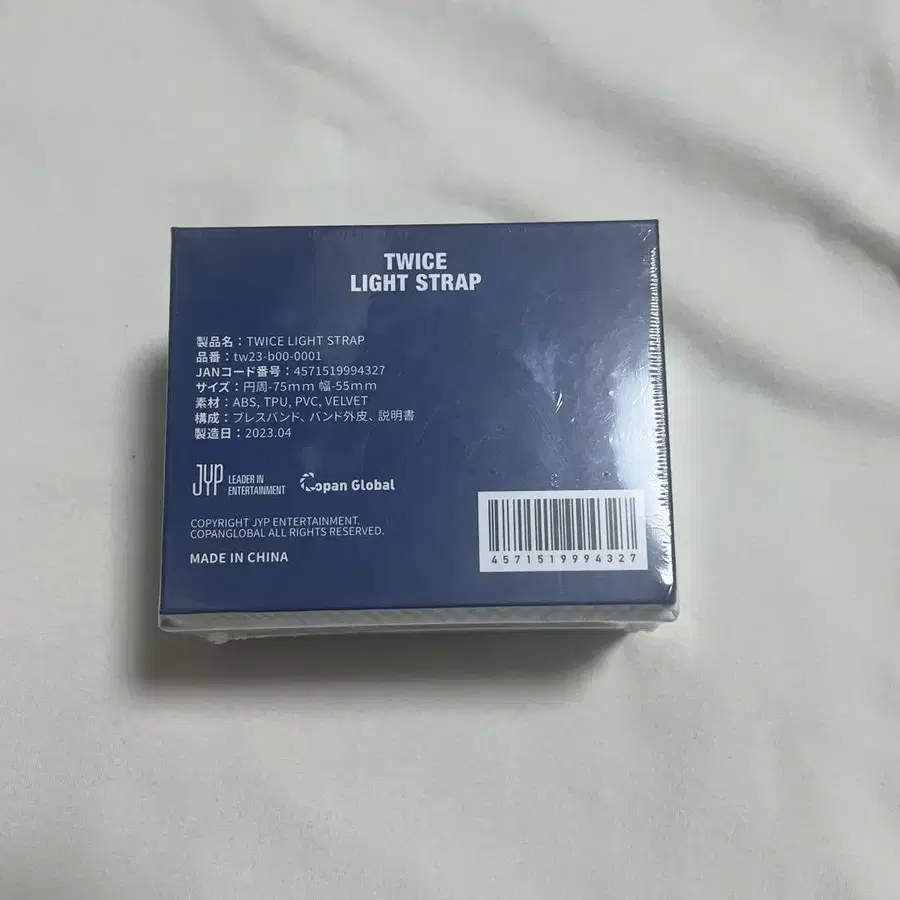 TWICE
LIGHT STRAP
製品名：TWICE LIGHT STRAP
品番：tw23-b00-0001
JANコード番号：4571519994327
サイズ：円周-75mm 幅-55mm
素材：ABS, TPU, PVC, VELVET
構成：ブレスバンド、バンド外皮、説明書
製造日：2023.04
JYP LEADER IN
ENTERTAINMENT
Copan Global
COPYRIGHT JYP ENTERTAINMENT.
COPANGLOBAL ALL RIGHTS RESERVED.
MADE IN CHINA
4571519994327